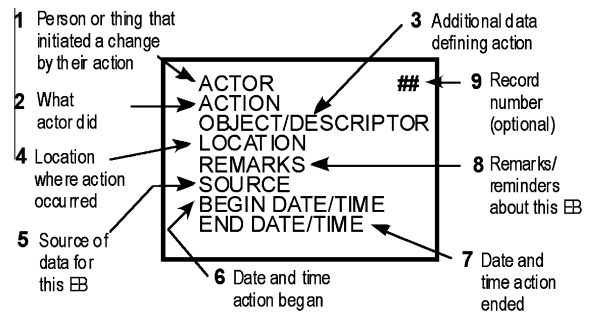 1 Person or thing that
initiated a change
by their action
2 What
actor did
4 Location
where action
occurred
5 Source of
data for
this EB
3 Additional data
defining action
ACTOR ##
ACTION
OBJECT/DESCRIPTOR
LOCATION
REMARKS
SOURCE
BEGIN DATE/TIME
END DATE/TIME
9 Record
number
(optional)
8 Remarks/
reminders
about this EB
6 Date and time
action began
7 Date and
time action
ended